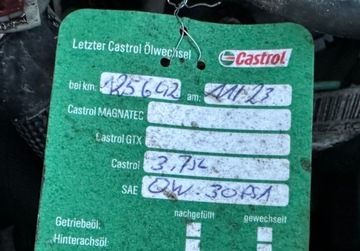 Letzter Castrol Ölwechsel
Castrol
bei km: 125642 am: 11/23
Castrol MAGNATEC
Castrol GTX
Castrol 3,75L
SAE 0W-30
nachgefüllt gewechselt
Getriebeöl:
Hinterachsöl: